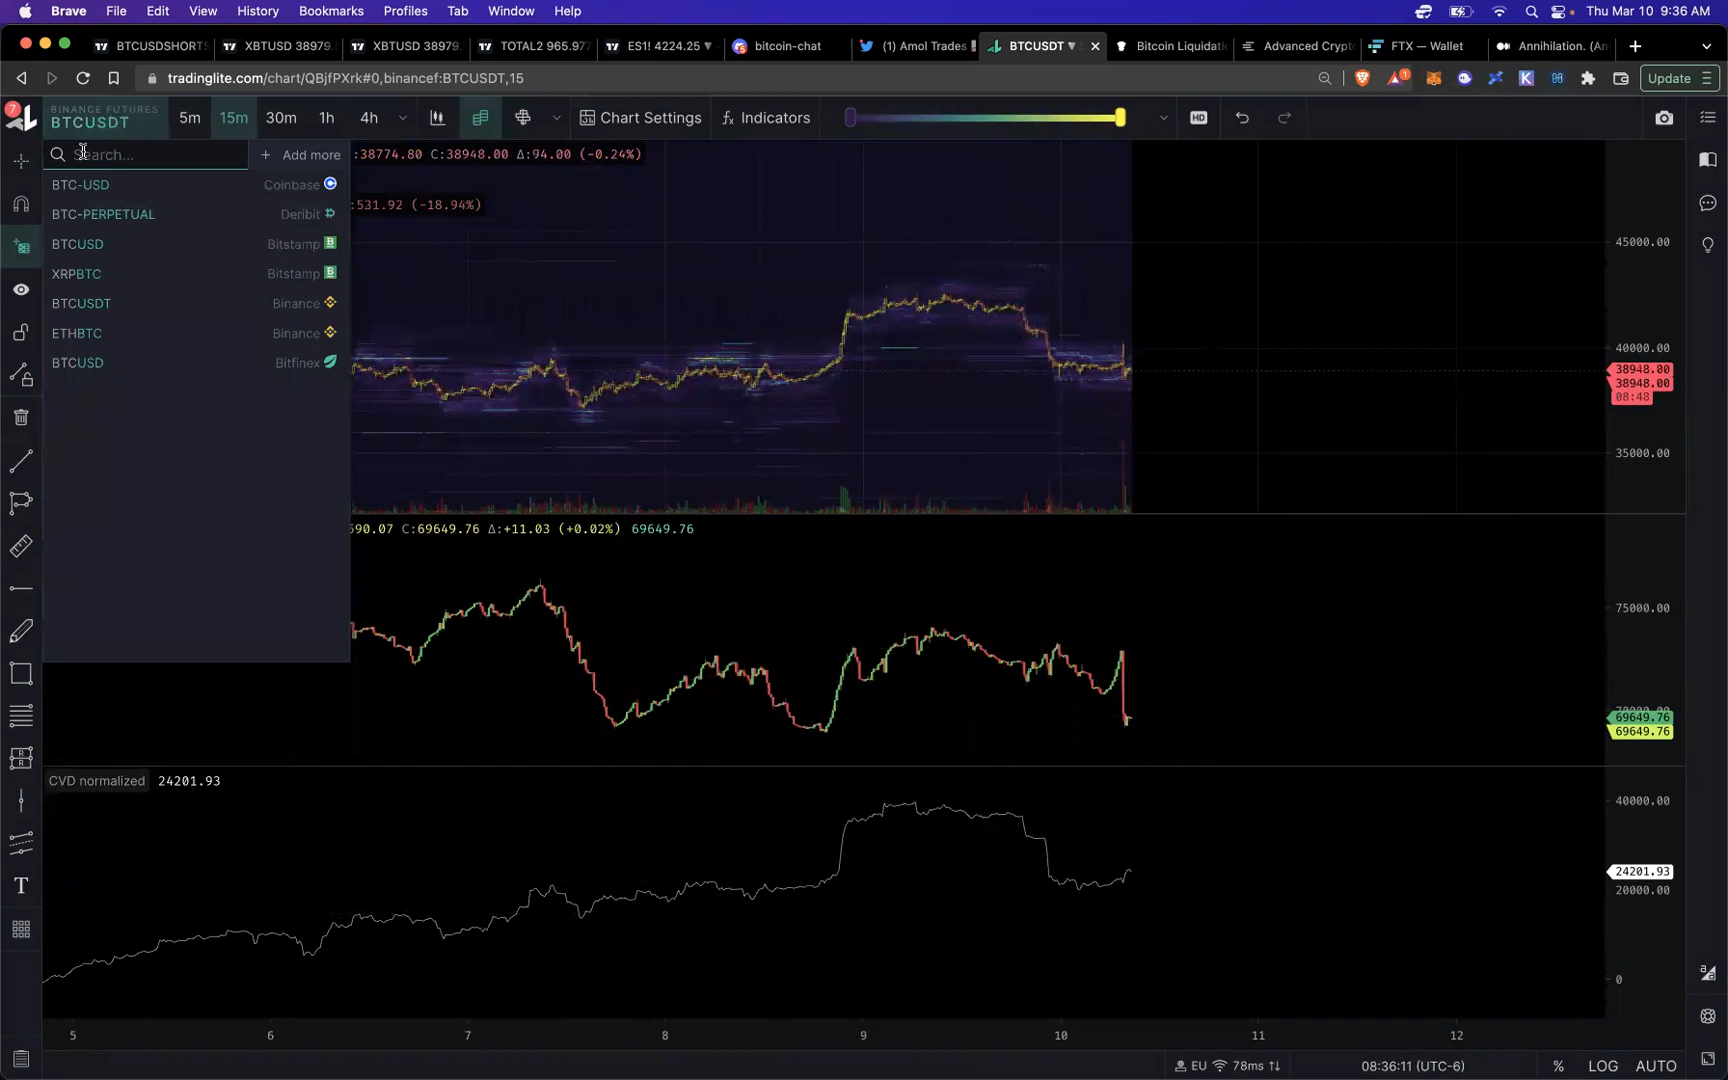 Brave File Edit View History Bookmarks Profiles Tab Window Help Thu Mar 10 9:36 AM
BTCUSDSHORTS XBTUSD 38979. XBTUSD 38979. TOTAL2 965.977 ES1! 4224.25 ▼ bitcoin-chat (1) Amol Trades BTCUSDT ▼ × Bitcoin Liquidati Advanced Crypt FTX — Wallet Annihilation. (An +
tradinglite.com/chart/QBjfPXrk#0,binancef:BTCUSDT,15 1 Update
7 BINANCE FUTURES
BTCUSDT 5m 15m 30m 1h 4h Chart Settings fx Indicators HD
Search... + Add more :38774.80 C:38948.00 Δ:94.00 (-0.24%)
BTC-USD Coinbase
:531.92 (-18.94%)
BTC-PERPETUAL Deribit
BTCUSD Bitstamp
45000.00
XRPBTC Bitstamp
BTCUSDT Binance
ETHBTC Binance
40000.00
BTCUSD Bitfinex
38948.00
38948.00
08:48
35000.00
590.07 C:69649.76 Δ:+11.03 (+0.02%) 69649.76
75000.00
69649.76
69649.76
CVD normalized 24201.93
40000.00
24201.93
20000.00
0
5 6 7 8 9 10 11 12
EU 78ms 08:36:11 (UTC-6) % LOG AUTO